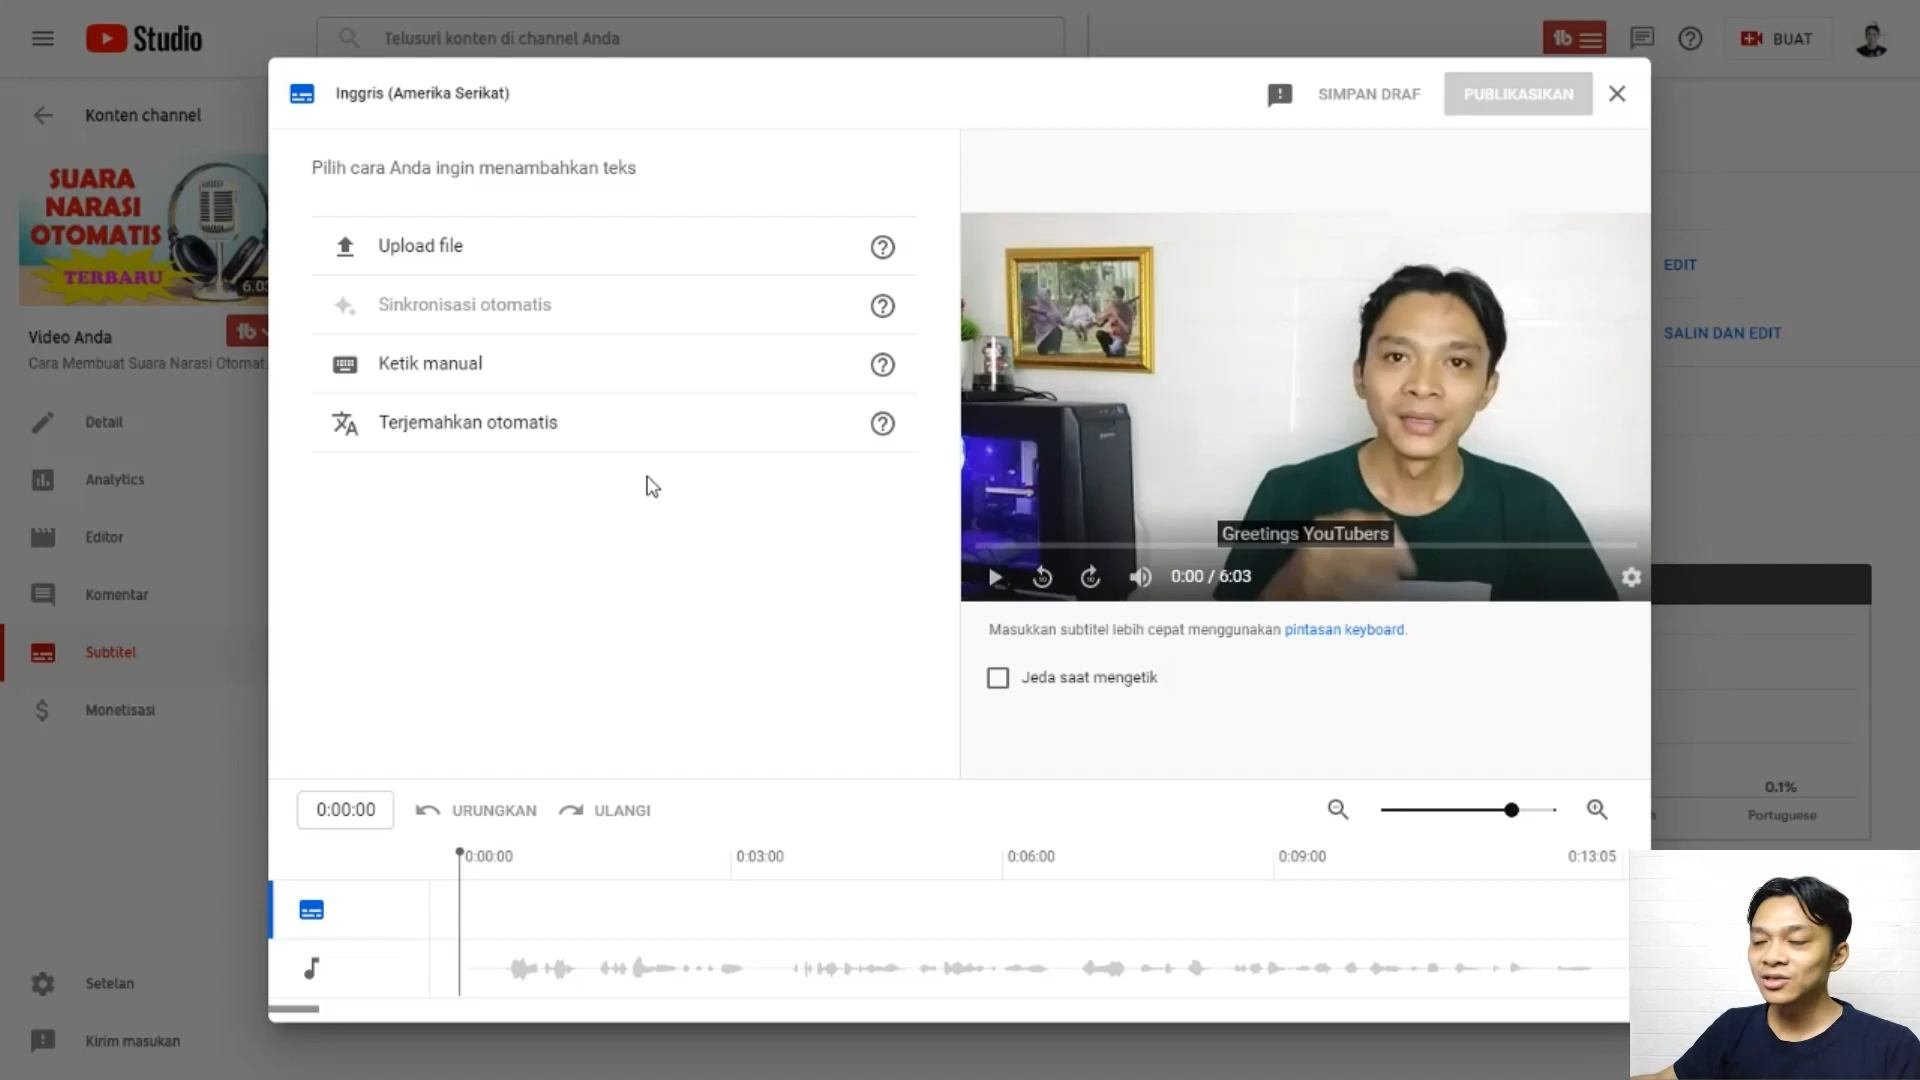 Studio
Telusuri konten di channel Anda
BUAT
Konten channel
SUARA
NARASI
OTOMATIS
TERBARU
6.03
Video Anda
Cara Membuat Suara Narasi Otomat...
Detail
Analytics
Editor
Komentar
Subtitel
Monetisasi
Setelan
Kirim masukan
Inggris (Amerika Serikat)
SIMPAN DRAF
PUBLIKASIKAN
Pilih cara Anda ingin menambahkan teks
Upload file
Sinkronisasi otomatis
Ketik manual
Terjemahkan otomatis
Greetings YouTubers
0:00 / 6:03
Masukkan subtitel lebih cepat menggunakan pintasan keyboard.
Jeda saat mengetik
EDIT
SALIN DAN EDIT
0.1%
Portuguese
0:00:00
URUNGKAN
ULANGI
0:00:00
0:03:00
0:06:00
0:09:00
0:13:05